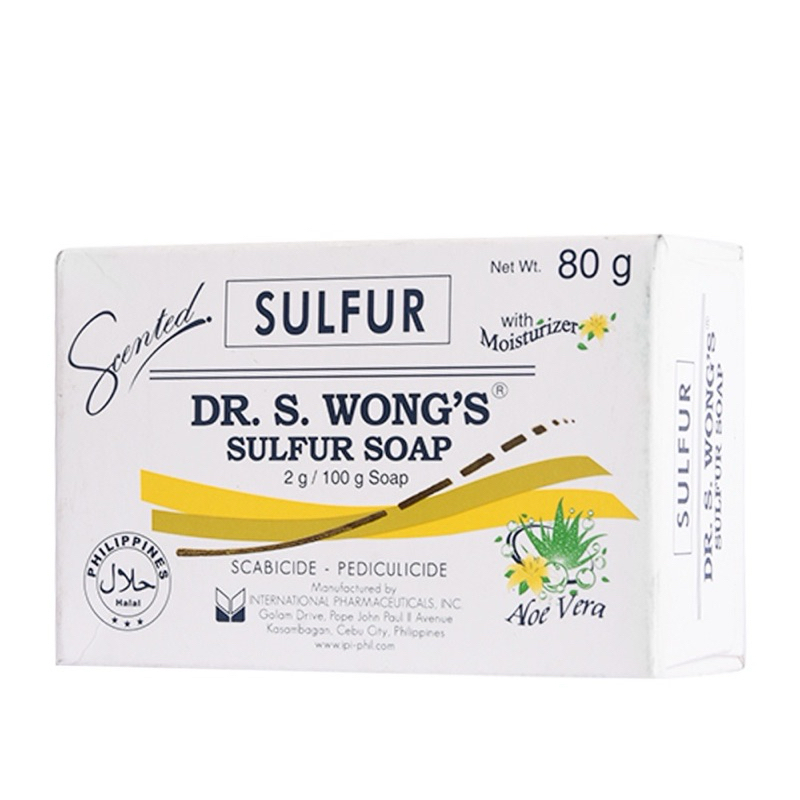 Scented.
SULFUR
Net Wt. 80 g
with
Moisturizer
DR. S. WONG'S®
SULFUR SOAP
2 g / 100 g Soap
PHILIPPINES
حلال
Halal
SCABICIDE - PEDICULICIDE
Manufactured by
INTERNATIONAL PHARMACEUTICALS, INC.
Galam Drive, Pope John Paul II Avenue
Kasambagan, Cebu City, Philippines
www.ipi-phil.com
Aloe Vera
SULFUR
DR. S. WONG'S®
SULFUR SOAP